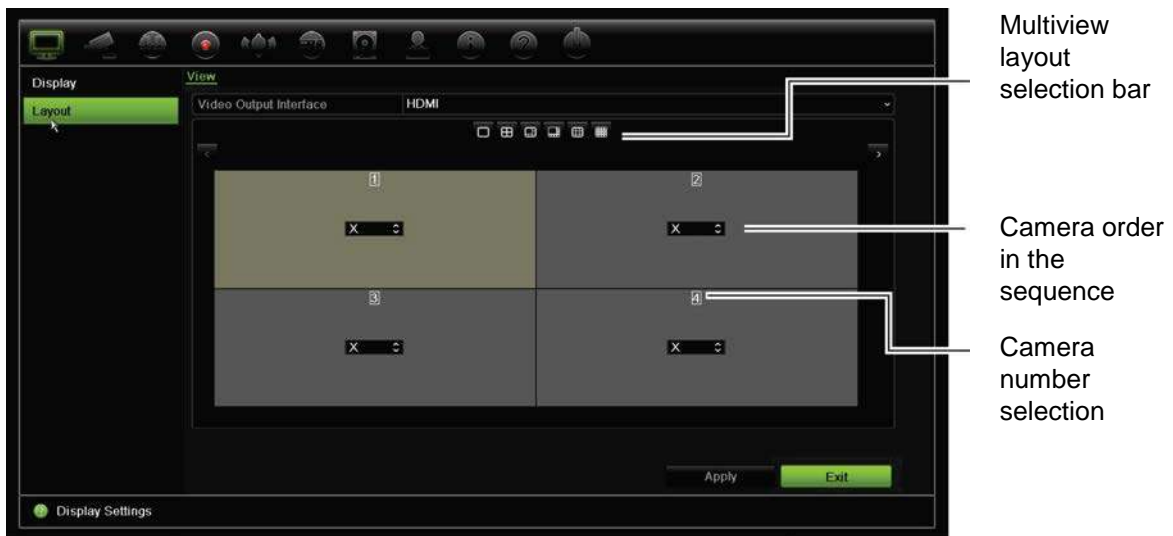 Multiview
layout
selection bar
Display
View
Layout
Video Output Interface
HDMI
1
2
X
X
Camera order
in the
sequence
3
4
X
X
Camera
number
selection
Apply
Exit
Display Settings